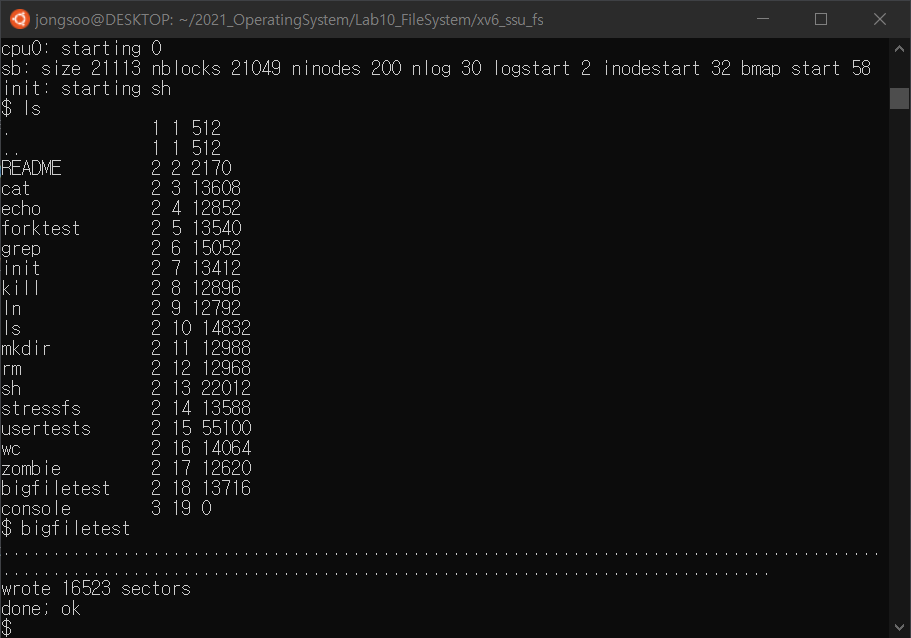 jongsoo@DESKTOP: ~/2021_OperatingSystem/Lab10_FileSystem/xv6_ssu_fs
cpu0: starting 0
sb: size 21113 nblocks 21049 ninodes 200 nlog 30 logstart 2 inodestart 32 bmap start 58
init: starting sh
$ ls
.              1 1 512
..             1 1 512
README         2 2 2170
cat            2 3 13608
echo           2 4 12852
forktest       2 5 13540
grep           2 6 15052
init           2 7 13412
kill           2 8 12896
ln             2 9 12792
ls             2 10 14832
mkdir          2 11 12988
rm             2 12 12968
sh             2 13 22012
stressfs       2 14 13588
usertests      2 15 55100
wc             2 16 14064
zombie         2 17 12620
bigfiletest    2 18 13716
console        3 19 0
$ bigfiletest
........................................................................................
.............................................................................
wrote 16523 sectors
done; ok
$